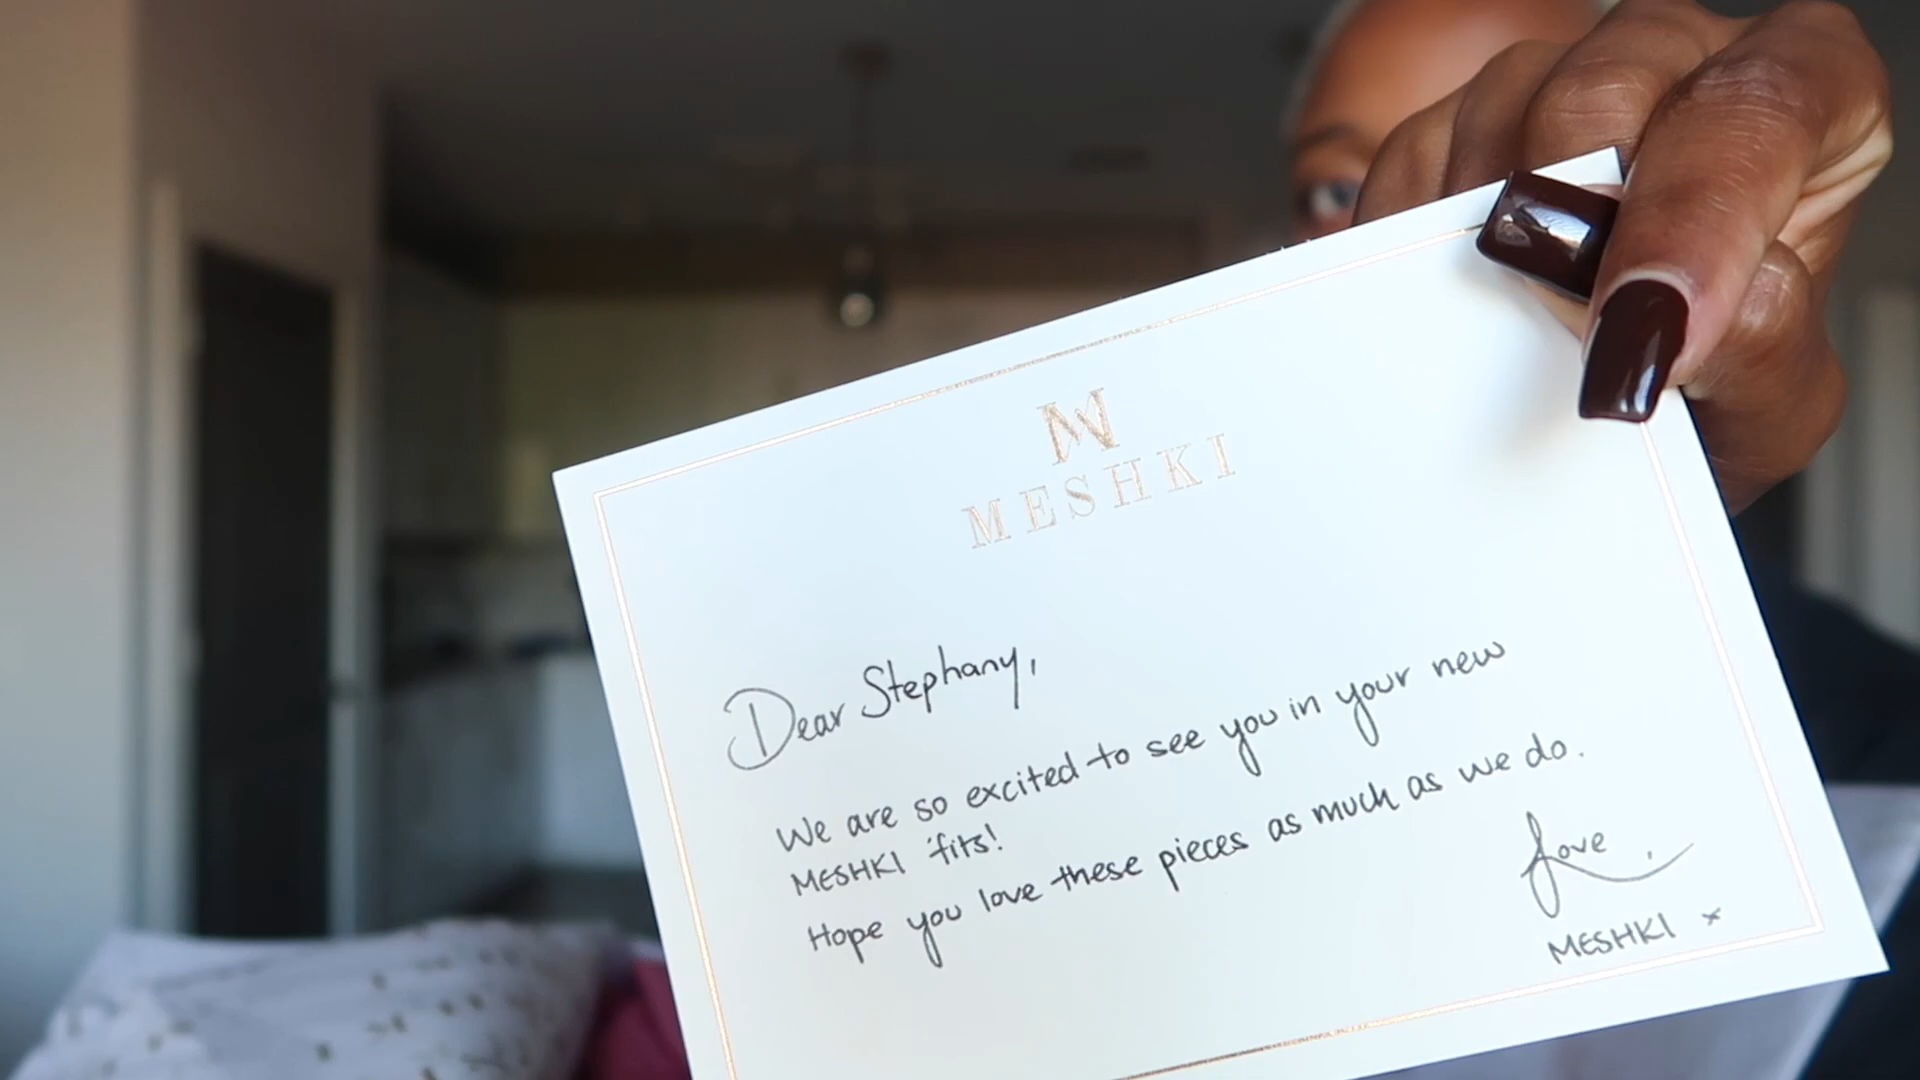 M
MESHKI
Dear Stephany,
We are so excited to see you in your new
MESHKI 'fits!
Hope you love these pieces as much as we do.
Love,
MESHKI x